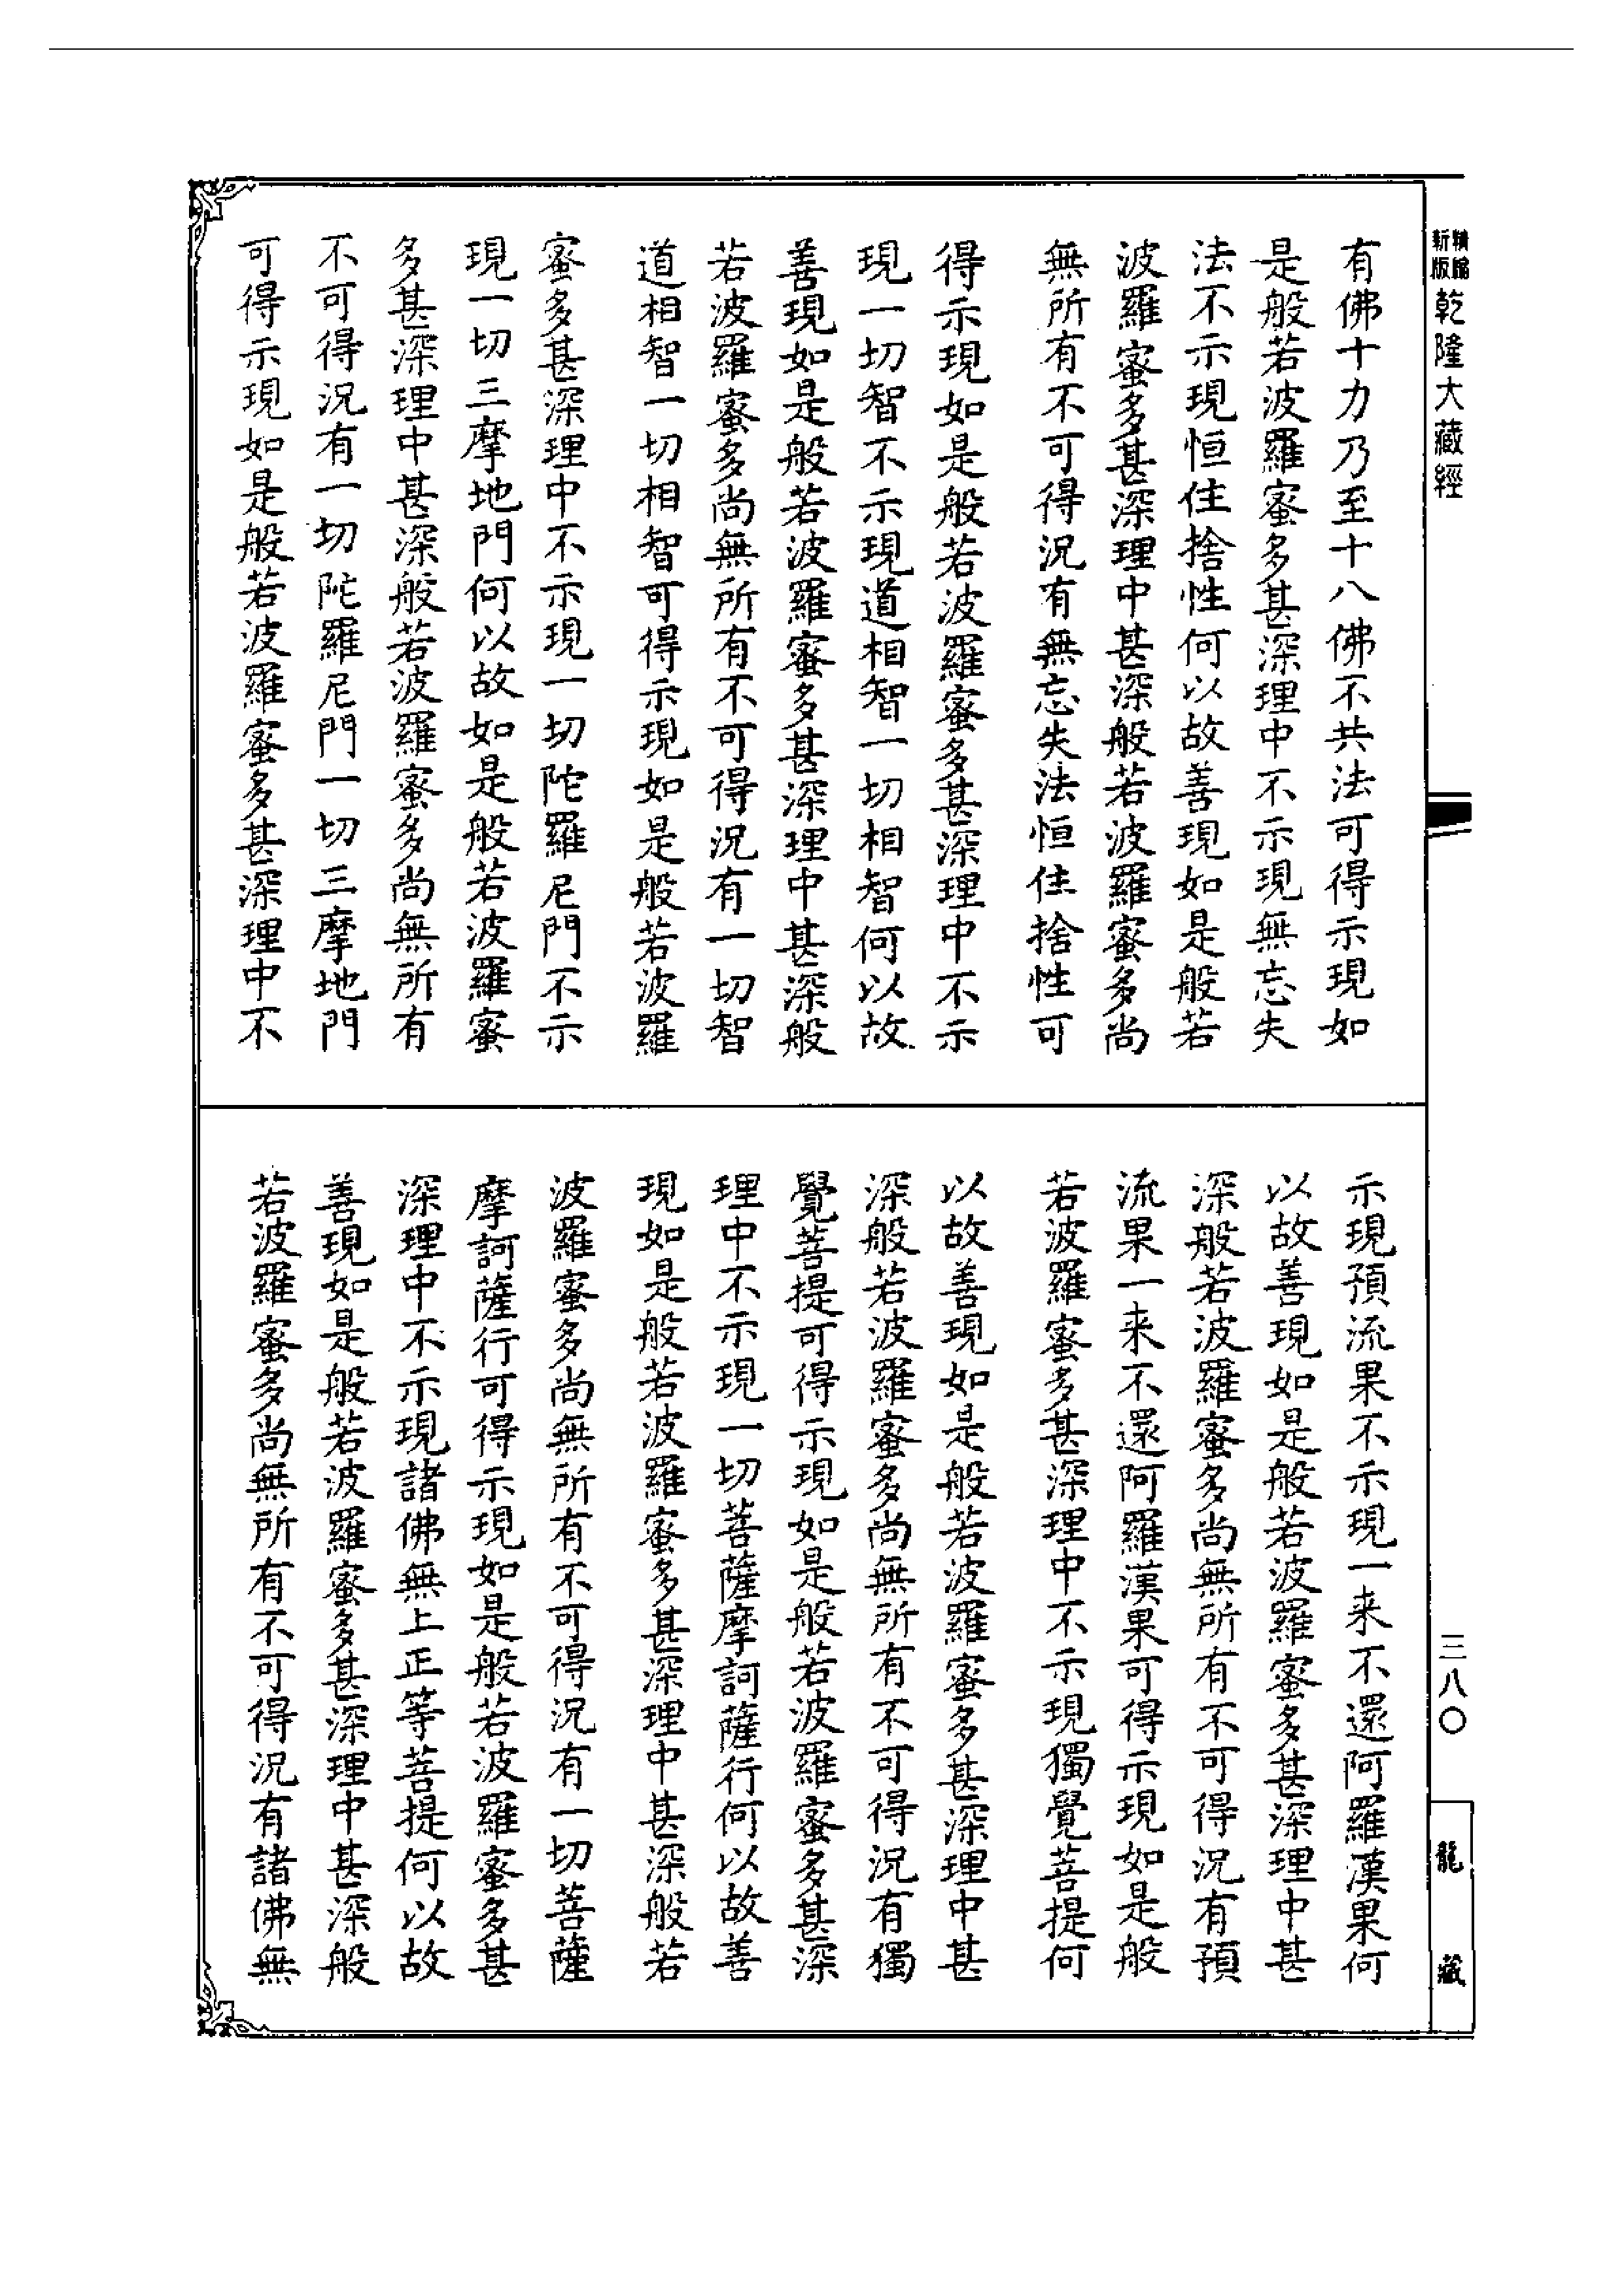 精縮
新版
乾隆大藏經
有佛十力乃至十八佛不共法可得示現如
是般若波羅蜜多甚深理中不示現無忘失
法不示現恒住捨性何以故善現如是般若
波羅蜜多甚深理中甚深般若波羅蜜多尚
無所有不可得況有無忘失法恒住捨性可
得示現如是般若波羅蜜多甚深理中不示
現一切智不示現道相智一切相智何以故
善現如是般若波羅蜜多甚深理中甚深般
若波羅蜜多尚無所有不可得況有一切智
道相智一切相智可得示現如是般若波羅
蜜多甚深理中不示現一切陀羅尼門不示
現一切三摩地門何以故如是般若波羅蜜
多甚深理中甚深般若波羅蜜多尚無所有
不可得況有一切陀羅尼門一切三摩地門
可得示現如是般若波羅蜜多甚深理中不
示現預流果不示現一来不還阿羅漢果何
以故善現如是般若波羅蜜多甚深理中甚
深般若波羅蜜多尚無所有不可得況有預
流果一来不還阿羅漢果可得示現如是般
若波羅蜜多甚深理中不示現獨覺菩提何
以故善現如是般若波羅蜜多甚深理中甚
深般若波羅蜜多尚無所有不可得況有獨
覺菩提可得示現如是般若波羅蜜多甚深
理中不示現一切菩薩摩訶薩行何以故善
現如是般若波羅蜜多甚深理中甚深般若
波羅蜜多尚無所有不可得況有一切菩薩
摩訶薩行可得示現如是般若波羅蜜多甚
深理中不示現諸佛無上正等菩提何以故
善現如是般若波羅蜜多甚深理中甚深般
若波羅蜜多尚無所有不可得況有諸佛無
三八〇
龍藏